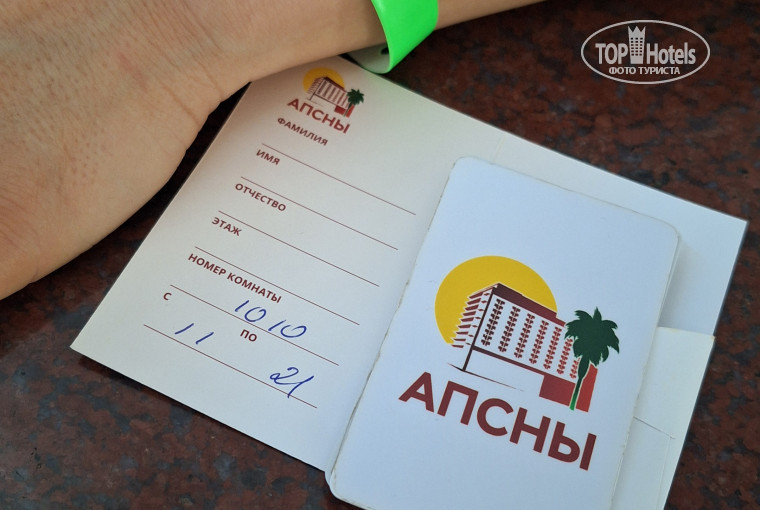 TOP Hotels
ФОТО ТУРИСТА
АПСНЫ
ФАМИЛИЯ
ИМЯ
ОТЧЕСТВО
ЭТАЖ
НОМЕР КОМНАТЫ
1010
С ПО
11 21
АПСНЫ